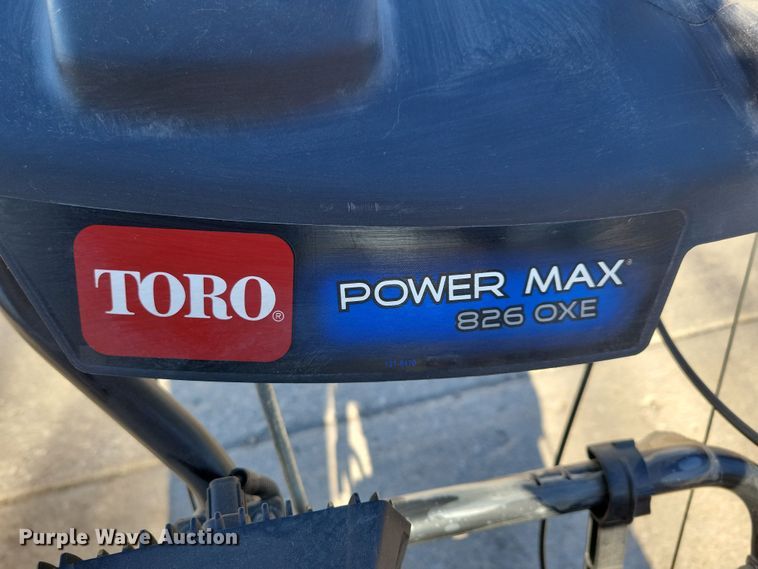 TORO®
POWER MAX®
826 OXE
Purple Wave Auction